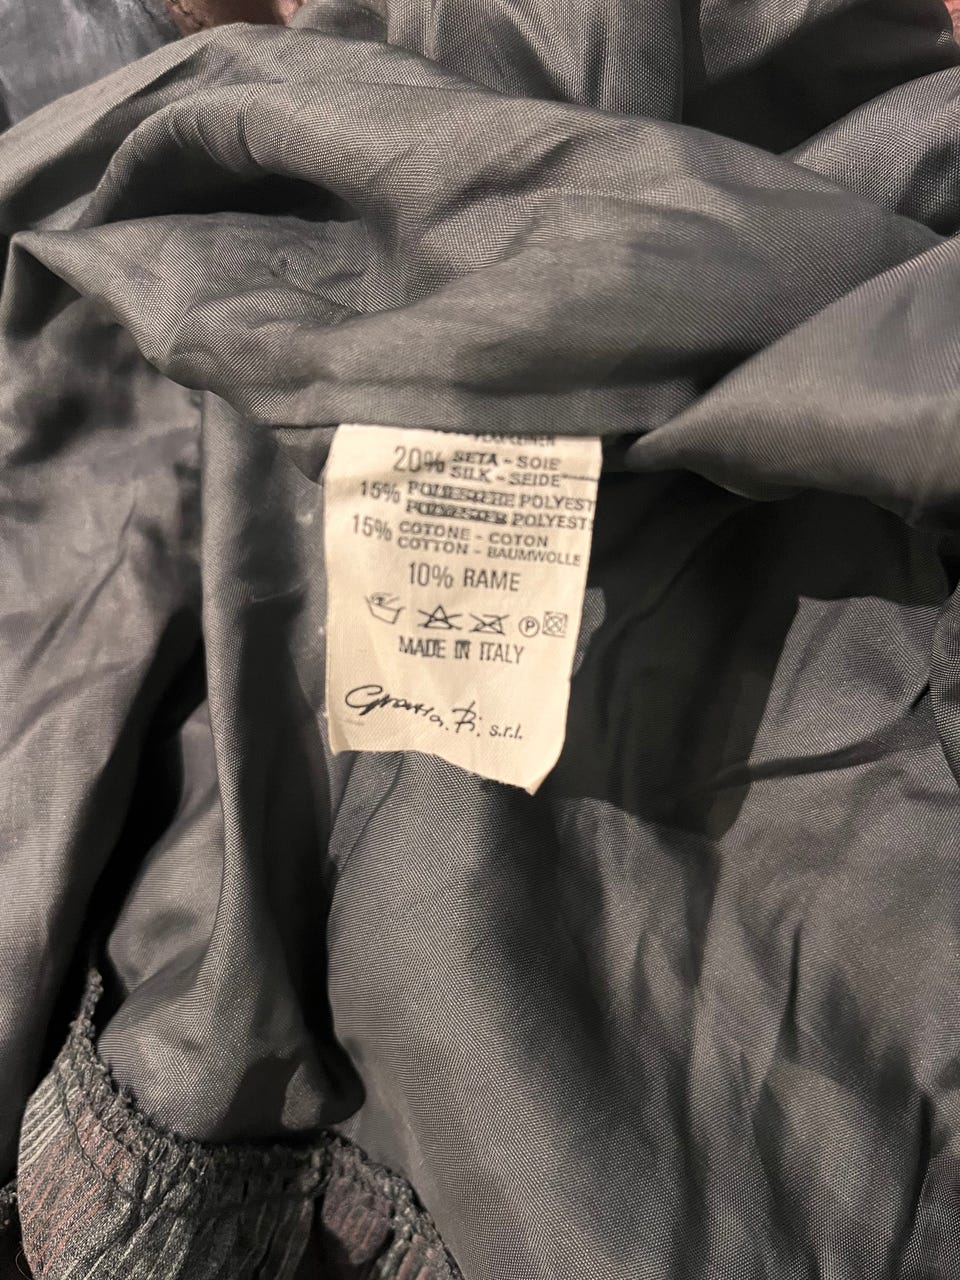 20% SETA - SOIE
SILK - SEIDE
15% POLIESTERE POLYEST
POLYESTER POLYEST
15% COTONE - COTON
COTTON - BAUMWOLLE
10% RAME
P
MADE IN ITALY
s.r.l.